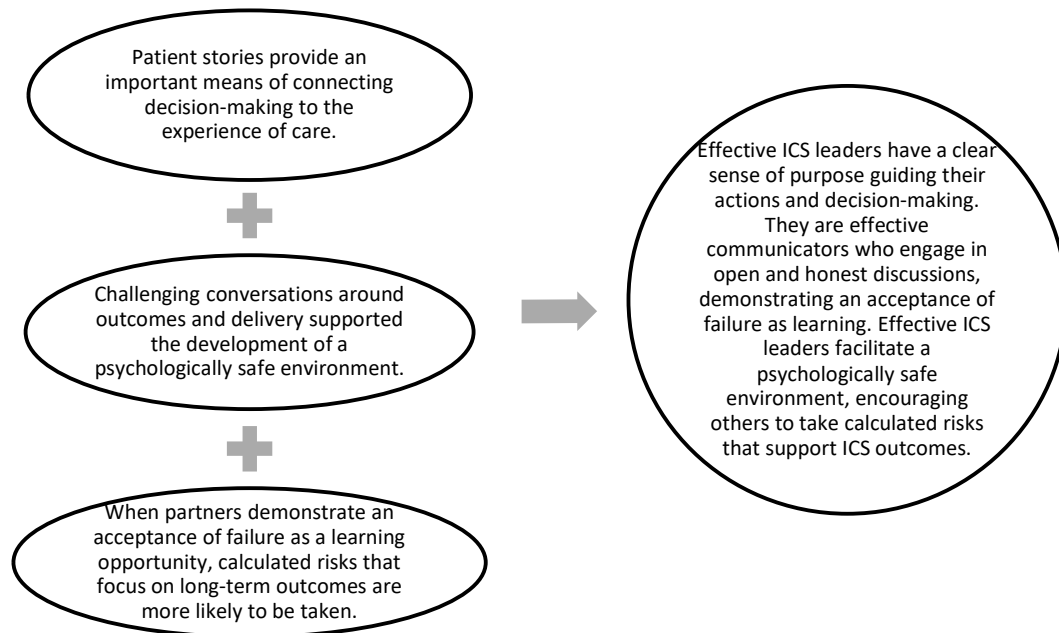 Patient stories provide an
important means of connecting
decision-making to the
experience of care.
Challenging conversations around
outcomes and delivery supported
the development of a
psychologically safe environment.
When partners demonstrate an
acceptance of failure as a learning
opportunity, calculated risks that
focus on long-term outcomes are
more likely to be taken.
Effective ICS leaders have a clear
sense of purpose guiding their
actions and decision-making.
They are effective
communicators who engage in
open and honest discussions,
demonstrating an acceptance of
failure as learning. Effective ICS
leaders facilitate a
psychologically safe
environment, encouraging
others to take calculated risks
that support ICS outcomes.